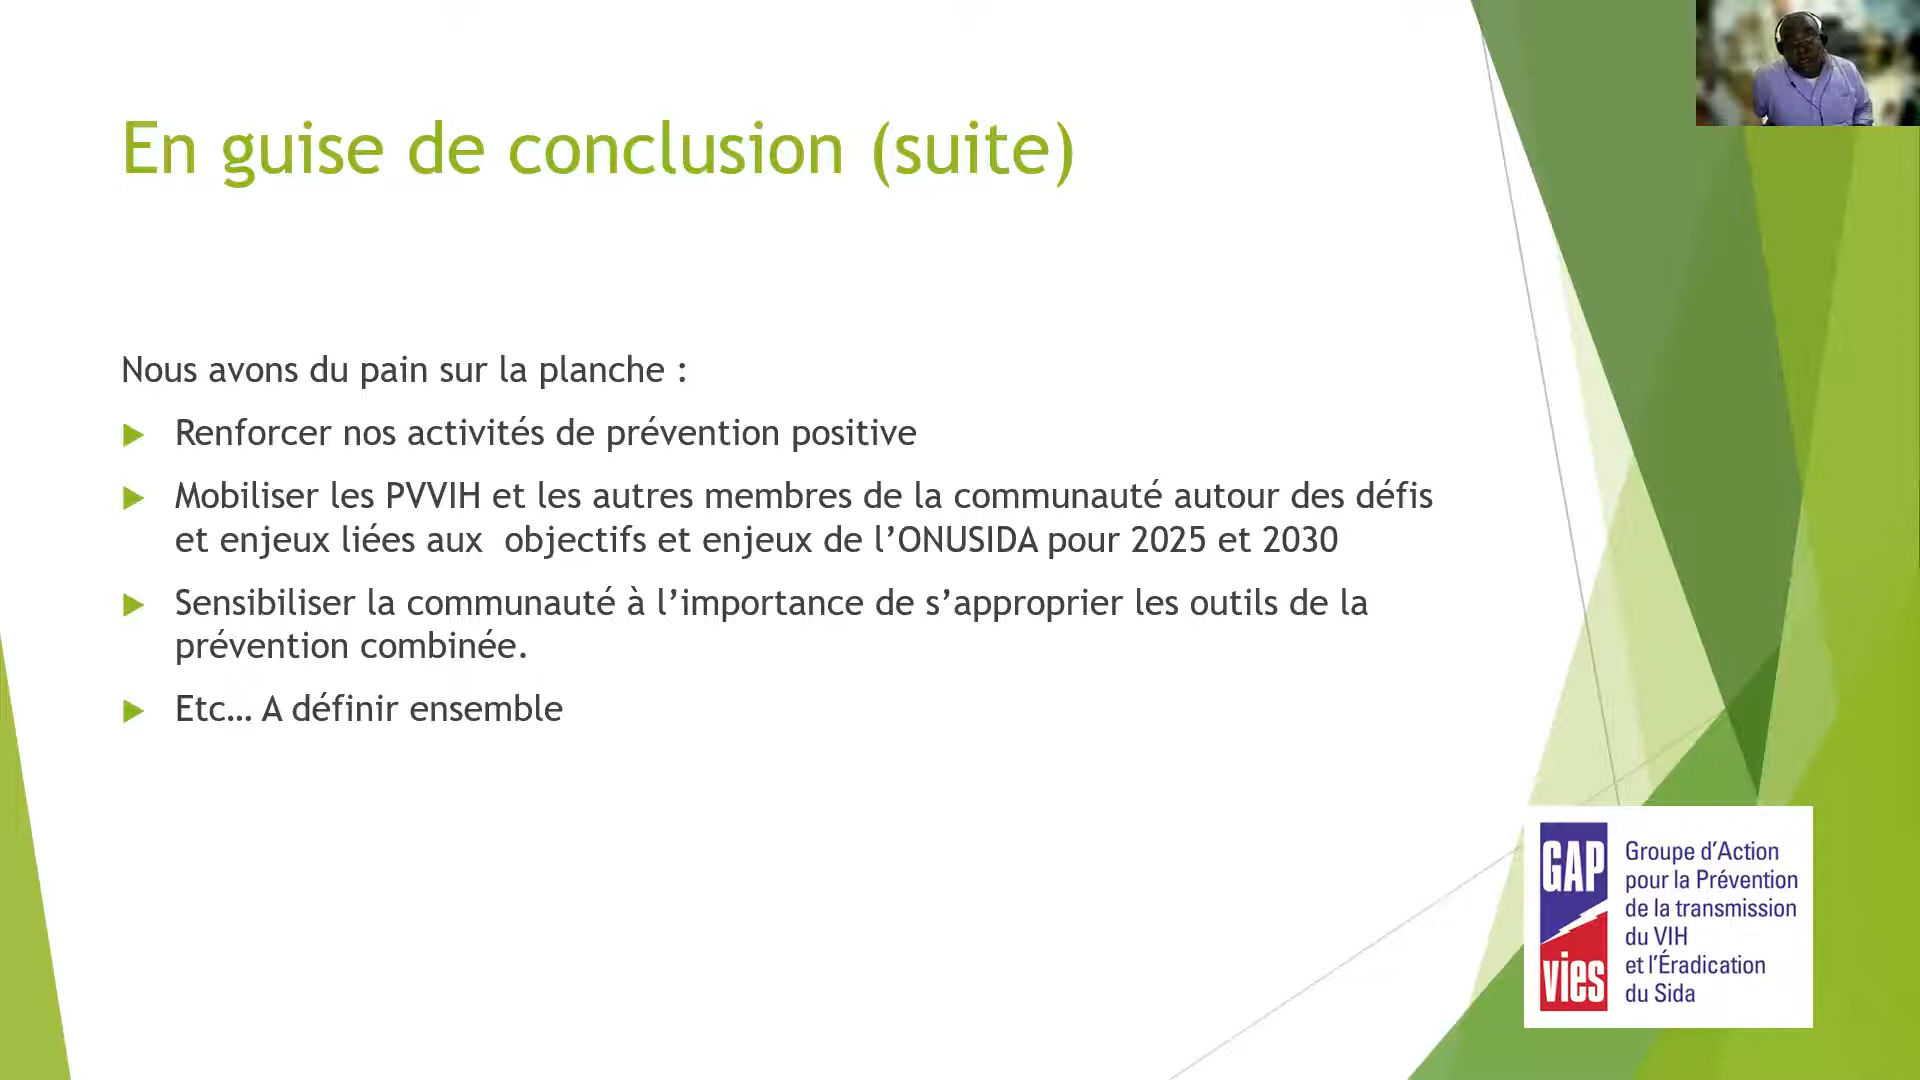 En guise de conclusion (suite)
Nous avons du pain sur la planche :
Renforcer nos activités de prévention positive
Mobiliser les PVVIH et les autres membres de la communauté autour des défis
et enjeux liées aux  objectifs et enjeux de l’ONUSIDA pour 2025 et 2030
Sensibiliser la communauté à l’importance de s’approprier les outils de la
prévention combinée.
Etc… A définir ensemble
GAP
vies
Groupe d’Action
pour la Prévention
de la transmission
du VIH
et l’Éradication
du Sida